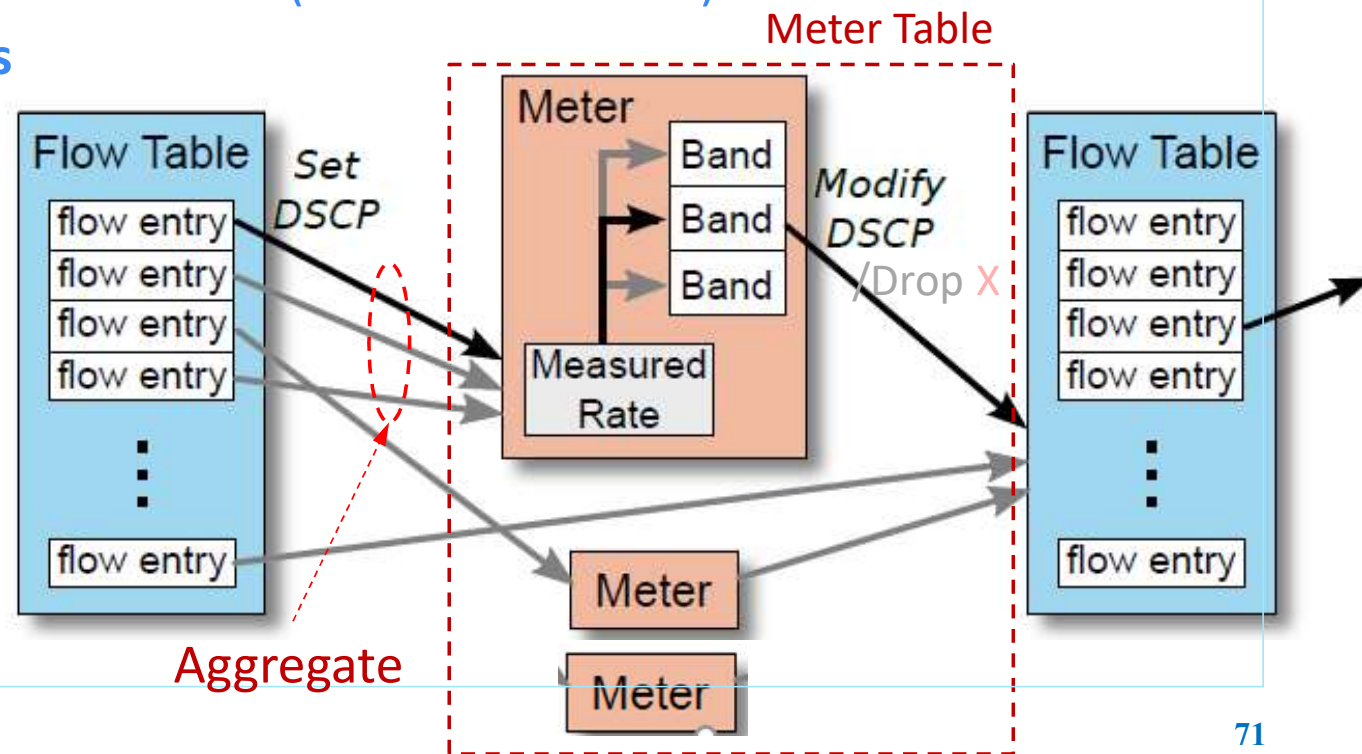 Meter Table
s
Flow Table
flow entry
flow entry
flow entry
flow entry
flow entry
Set
DSCP
Aggregate
Meter
Band
Band
Band
Measured
Rate
Modify
DSCP
/Drop X
Meter
Meter
Flow Table
flow entry
flow entry
flow entry
flow entry
flow entry
71